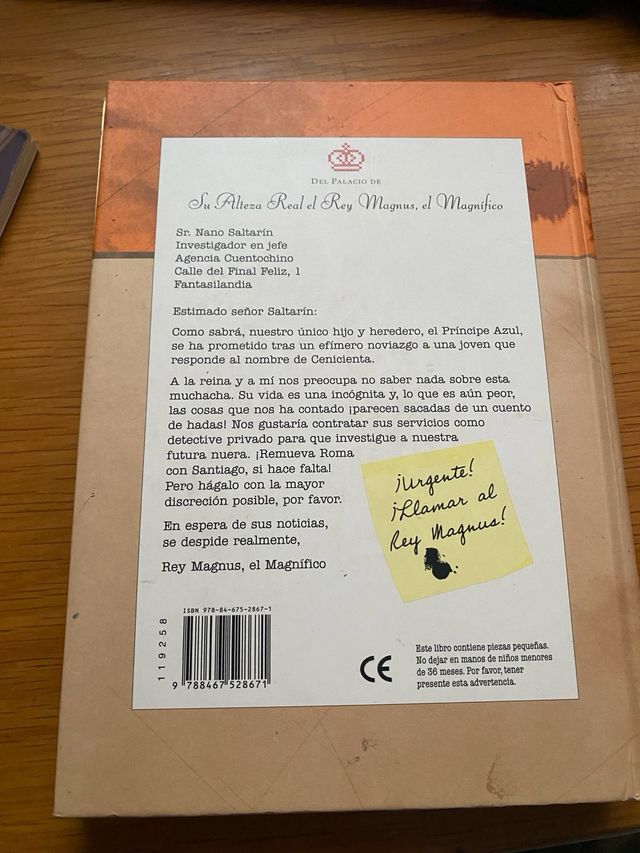 DEL PALACIO DE
Su Alteza Real el Rey Magnus, el Magnífico
Sr. Nano Saltarín
Investigador en jefe
Agencia Cuentochino
Calle del Final Feliz, 1
Fantasilandia
Estimado señor Saltarín:
Como sabrá, nuestro único hijo y heredero, el Príncipe Azul,
se ha prometido tras un efímero noviazgo a una joven que
responde al nombre de Cenicienta.
A la reina y a mí nos preocupa no saber nada sobre esta
muchacha. Su vida es una incógnita y, lo que es aún peor,
las cosas que nos ha contado ¡parecen sacadas de un cuento
de hadas! Nos gustaría contratar sus servicios como
detective privado para que investigue a nuestra
futura nuera. ¡Remueva Roma
con Santiago, si hace falta!
Pero hágalo con la mayor
discreción posible, por favor.
En espera de sus noticias,
se despide realmente,
Rey Magnus, el Magnífico
¡Urgente!
¡Llamar al
Rey Magnus!
ISBN 978-84-675-2867-1
119258
9 788467 528671
CE
Este libro contiene piezas pequeñas.
No dejar en manos de niños menores
de 36 meses. Por favor, tener
presente esta advertencia.